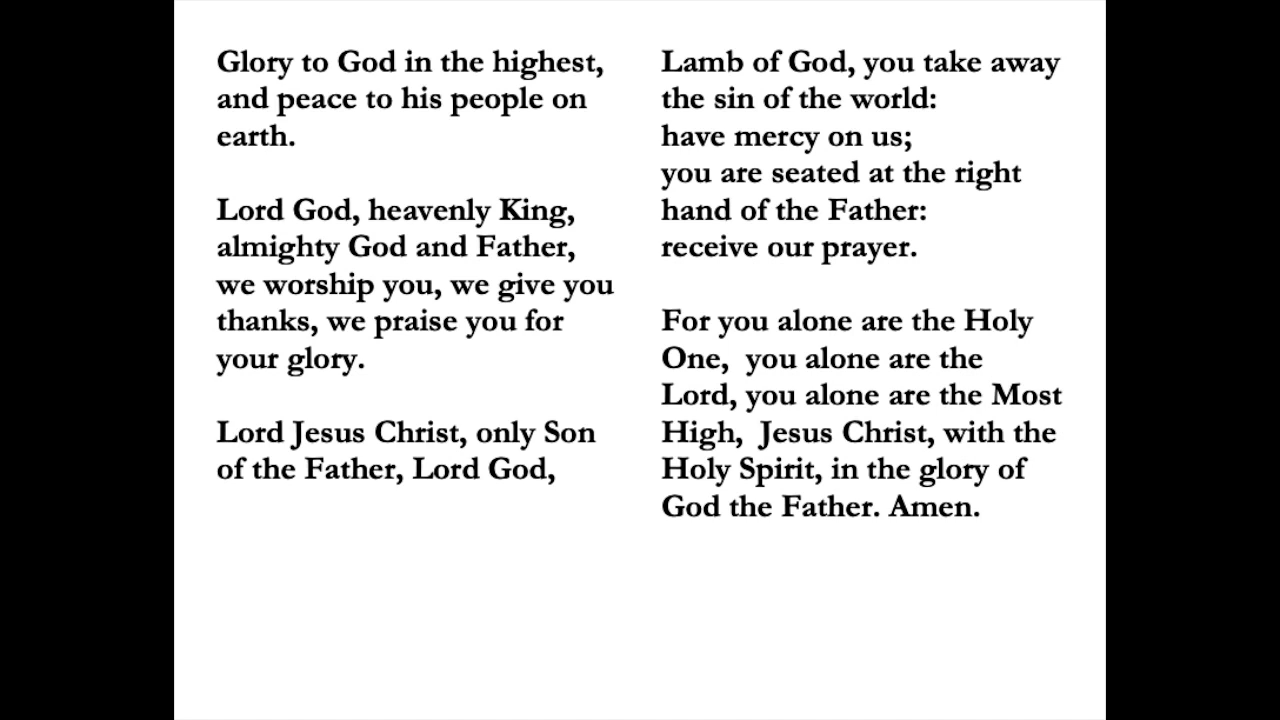 Glory to God in the highest,
and peace to his people on
earth.
Lord God, heavenly King,
almighty God and Father,
we worship you, we give you
thanks, we praise you for
your glory.
Lord Jesus Christ, only Son
of the Father, Lord God,
Lamb of God, you take away
the sin of the world:
have mercy on us;
you are seated at the right
hand of the Father:
receive our prayer.
For you alone are the Holy
One,  you alone are the
Lord, you alone are the Most
High,  Jesus Christ, with the
Holy Spirit, in the glory of
God the Father. Amen.